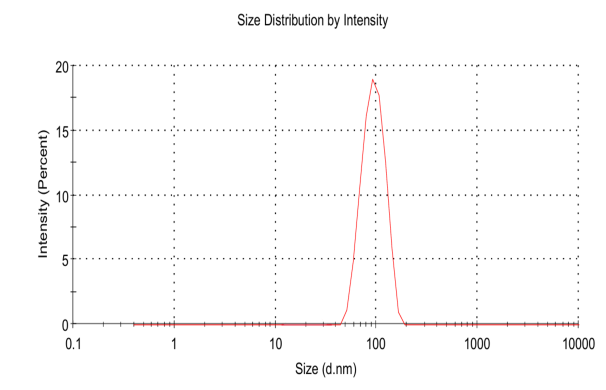 Size Distribution by Intensity
Intensity (Percent)
20
15
10
5
0
0.1 1 10 100 1000 10000
Size (d.nm)